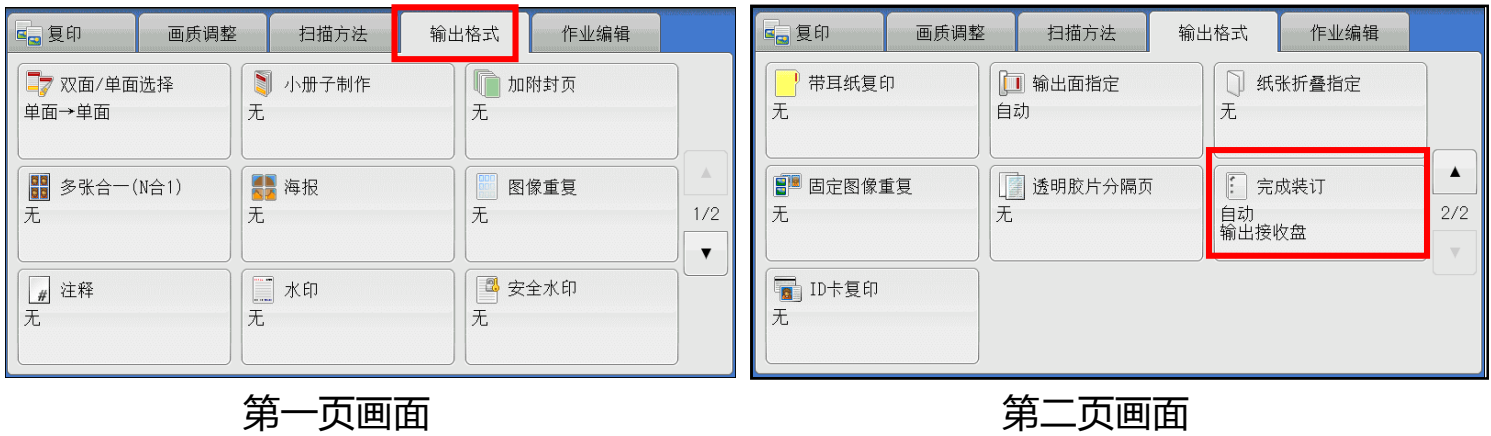 复印
画质调整
扫描方法
输出格式
作业编辑
双面/单面选择
单面→单面
小册子制作
无
加附封页
无
多张合一(N合1)
无
海报
无
图像重复
无
1/2
注释
无
水印
无
安全水印
无
第一页画面
复印
画质调整
扫描方法
输出格式
作业编辑
带耳纸复印
无
输出面指定
自动
纸张折叠指定
无
固定图像重复
无
透明胶片分隔页
无
完成装订
自动
输出接收盘
2/2
ID卡复印
无
第二页画面